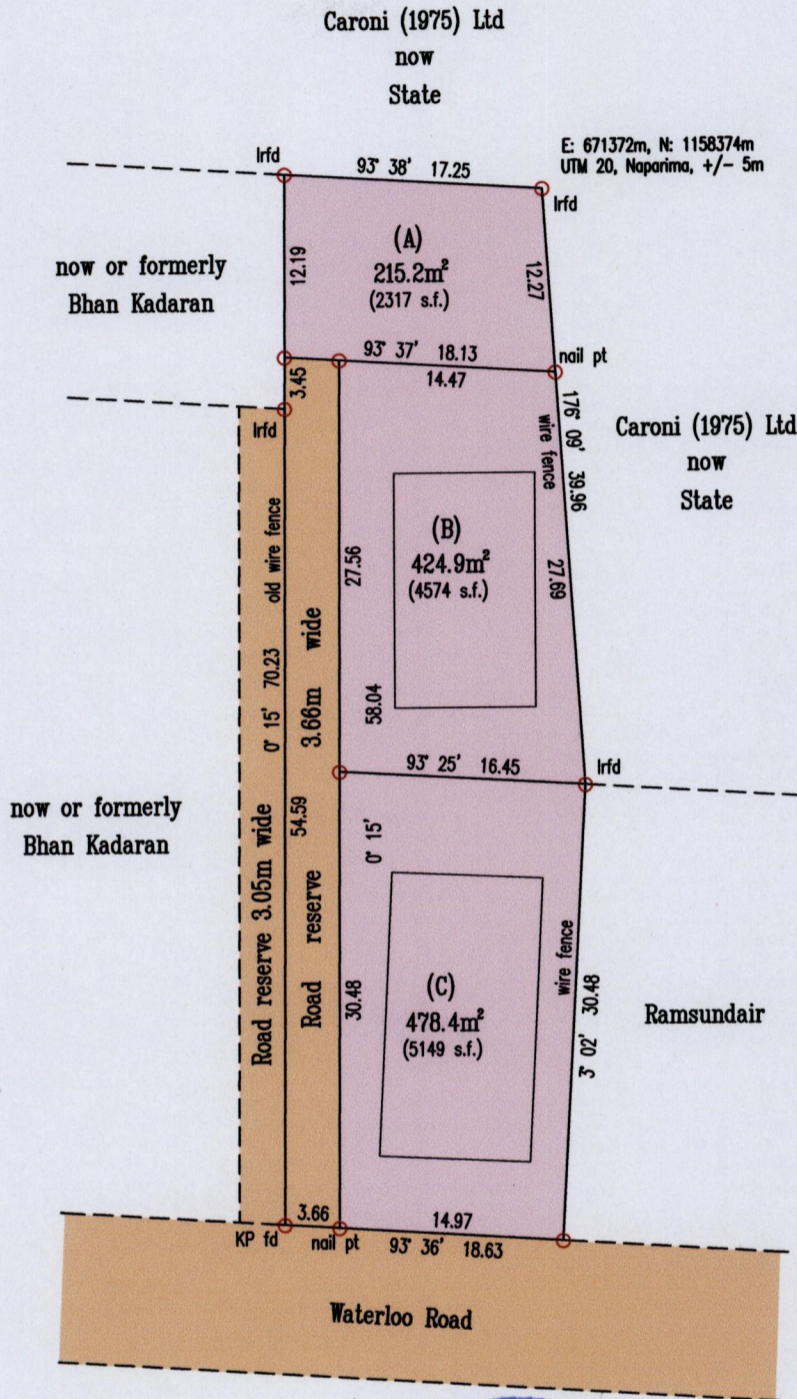 Caroni (1975) Ltd
now
State
E: 671372m, N: 1158374m
UTM 20, Naparima, +/- 5m
Irfd
93° 38' 17.25
Irfd
now or formerly
Bhan Kadaran
12.19
(A)
215.2m²
(2317 s.f.)
12.27
93° 37' 18.13
nail pt
3.45
14.47
Irfd
176° 09' 39.96
wire fence
Caroni (1975) Ltd
now
State
(B)
424.9m²
(4574 s.f.)
27.56
27.69
old wire fence
0° 15' 70.23
3.66m wide
58.04
93° 25' 16.45
Irfd
now or formerly
Bhan Kadaran
Road reserve 3.05m wide
54.59
Road reserve
0° 15'
30.48
(C)
478.4m²
(5149 s.f.)
wire fence
3° 02' 30.48
Ramsundair
3.66
14.97
KP fd
nail pt
93° 36' 18.63
Waterloo Road